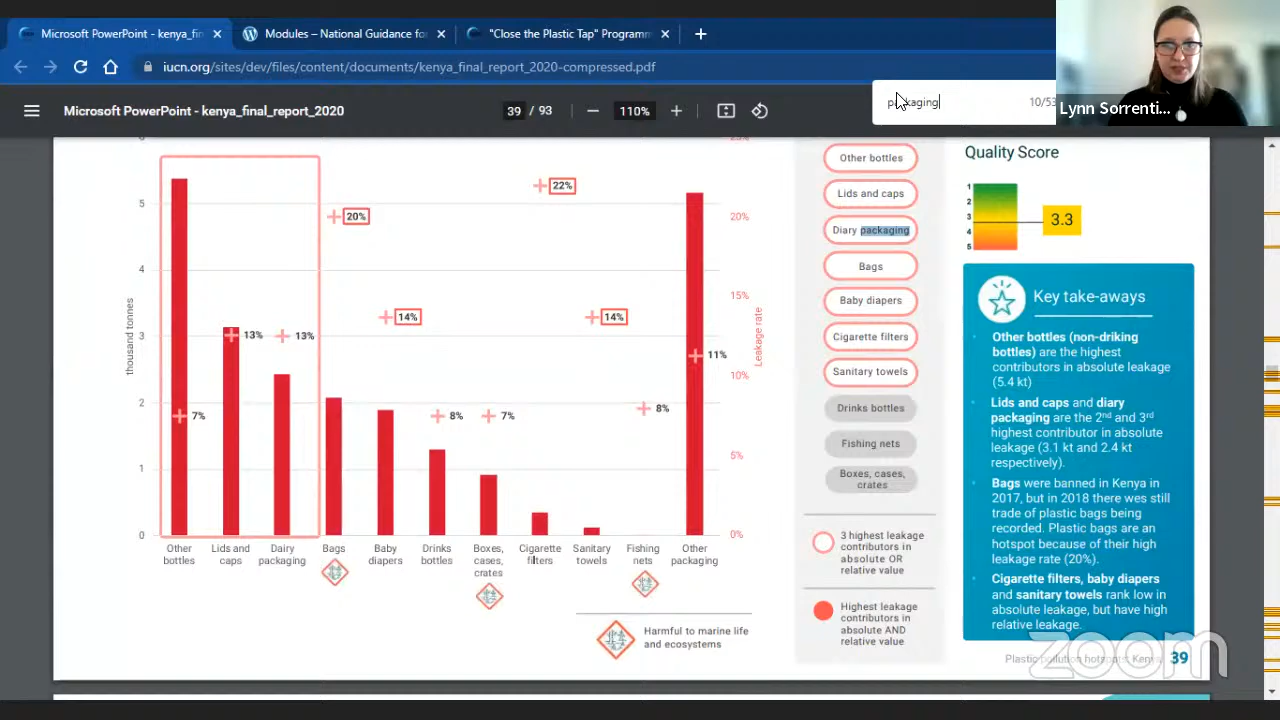 Microsoft PowerPoint - kenya_fin
Modules – National Guidance for
"Close the Plastic Tap" Programm
iucn.org/sites/dev/files/content/documents/kenya_final_report_2020-compressed.pdf
Microsoft PowerPoint - kenya_final_report_2020
39 / 93
110%
packaging
10/53
Lynn Sorrenti...
thousand tonnes
5
4
3
2
1
0
20%
15%
10%
5%
0%
Leakage rate
7%
13%
13%
20%
14%
8%
7%
22%
14%
8%
11%
Other bottles
Lids and caps
Dairy packaging
Bags
Baby diapers
Drinks bottles
Boxes, cases, crates
Cigarette filters
Sanitary towels
Fishing nets
Other packaging
Harmful to marine life
and ecosystems
Other bottles
Lids and caps
Diary packaging
Bags
Baby diapers
Cigarette filters
Sanitary towels
Drinks bottles
Fishing nets
Boxes, cases,
crates
3 highest leakage
contributors in
absolute OR
relative value
Highest leakage
contributors in
absolute AND
relative value
Quality Score
1
2
3
4
5
3.3
Key take-aways
Other bottles (non-driking
bottles) are the highest
contributors in absolute leakage
(5.4 kt)
Lids and caps and diary
packaging are the 2nd and 3rd
highest contributor in absolute
leakage (3.1 kt and 2.4 kt
respectively).
Bags were banned in Kenya in
2017, but in 2018 there wes still
trade of plastic bags being
recorded. Plastic bags are an
hotspot because of their high
leakage rate (20%).
Cigarette filters, baby diapers
and sanitary towels rank low in
absolute leakage, but have high
relative leakage.
Plastic pollution hotspots: Kenya
39
zoom